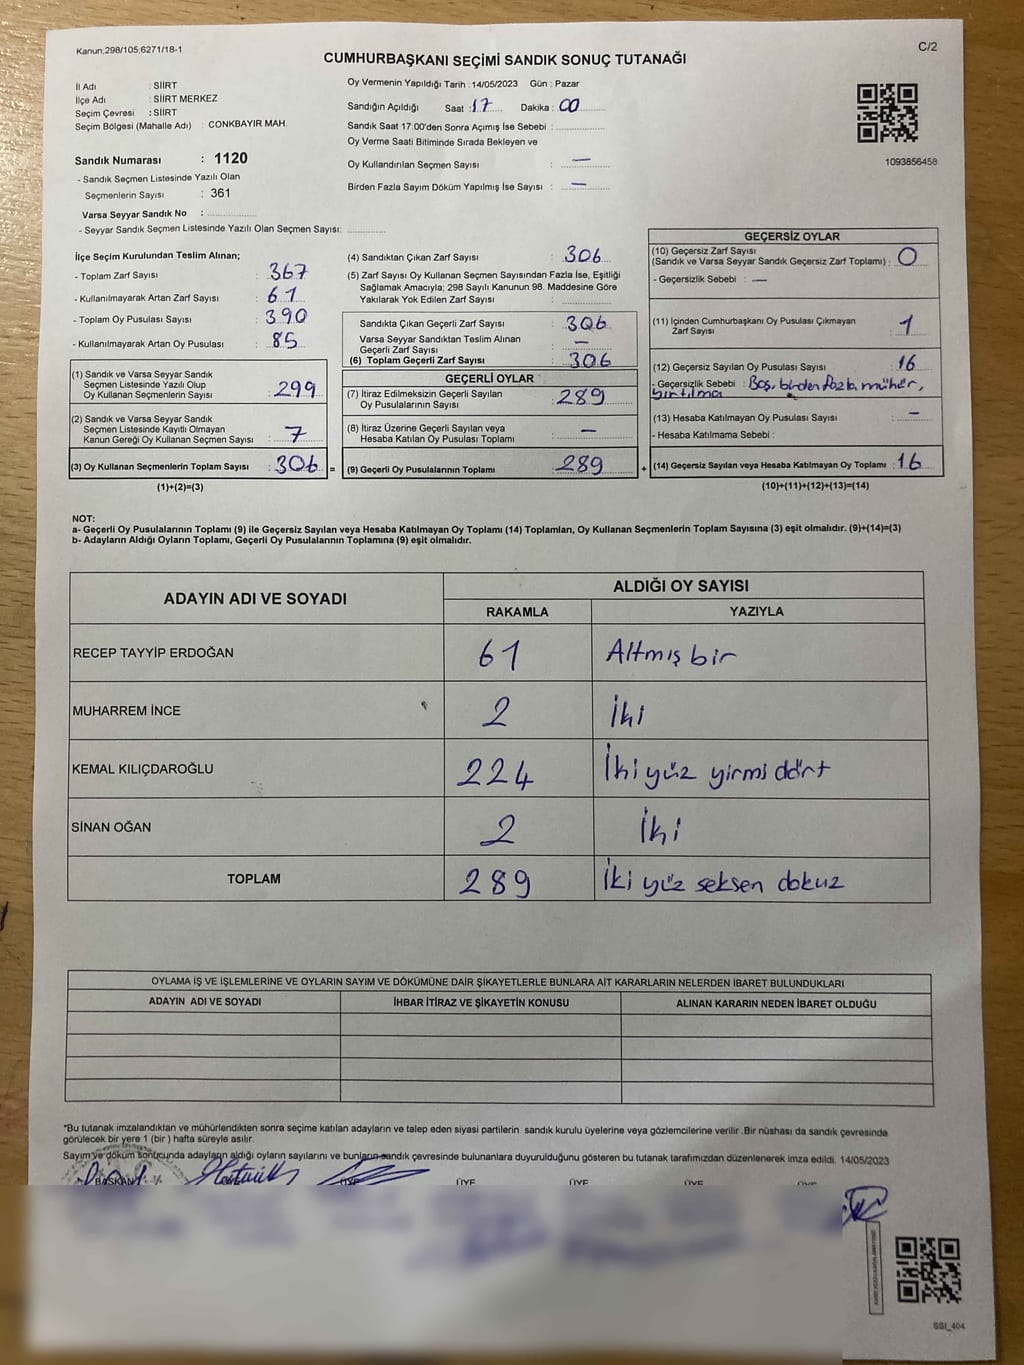 Kanun;298/105;6271/18-1
C/2
CUMHURBAŞKANI SEÇİMİ SANDIK SONUÇ TUTANAĞI
İl Adı : SİİRT
İlçe Adı : SİİRT MERKEZ
Seçim Çevresi : SİİRT
Seçim Bölgesi (Mahalle Adı) : CONKBAYIR MAH.
Sandık Numarası : 1120
- Sandık Seçmen Listesinde Yazılı Olan
Seçmenlerin Sayısı : 361
Varsa Seyyar Sandık No :
- Seyyar Sandık Seçmen Listesinde Yazılı Olan Seçmen Sayısı:
Oy Vermenin Yapıldığı Tarih : 14/05/2023 Gün : Pazar
Sandığın Açıldığı Saat : 17 Dakika : 00
Sandık Saat 17:00'den Sonra Açımış İse Sebebi :
Oy Verme Saati Bitiminde Sırada Bekleyen ve
Oy Kullandırılan Seçmen Sayısı : —
Birden Fazla Sayım Döküm Yapılmış İse Sayısı : —
1093856458
İlçe Seçim Kurulundan Teslim Alınan;
- Toplam Zarf Sayısı : 367
- Kullanılmayarak Artan Zarf Sayısı : 61
- Toplam Oy Pusulası Sayısı : 390
- Kullanılmayarak Artan Oy Pusulası : 85
(1) Sandık ve Varsa Seyyar Sandık
Seçmen Listesinde Yazılı Olup
Oy Kullanan Seçmenlerin Sayısı : 299
(2) Sandık ve Varsa Seyyar Sandık
Seçmen Listesinde Kayıtlı Olmayan
Kanun Gereği Oy Kullanan Seçmen Sayısı : 7
(3) Oy Kullanan Seçmenlerin Toplam Sayısı : 306 =
(1)+(2)=(3)
(4) Sandıktan Çıkan Zarf Sayısı : 306
(5) Zarf Sayısı Oy Kullanan Seçmen Sayısından Fazla İse, Eşitliği
Sağlamak Amacıyla; 298 Sayılı Kanunun 98. Maddesine Göre
Yakılarak Yok Edilen Zarf Sayısı :
Sandıkta Çıkan Geçerli Zarf Sayısı : 306
Varsa Seyyar Sandıktan Teslim Alınan
Geçerli Zarf Sayısı : —
(6) Toplam Geçerli Zarf Sayısı : 306
GEÇERLİ OYLAR
(7) İtiraz Edilmeksizin Geçerli Sayılan
Oy Pusulalarının Sayısı : 289
(8) İtiraz Üzerine Geçerli Sayılan veya
Hesaba Katılan Oy Pusulası Toplamı : —
(9) Geçerli Oy Pusulalarının Toplamı : 289 +
GEÇERSİZ OYLAR
(10) Geçersiz Zarf Sayısı
(Sandık ve Varsa Seyyar Sandık Geçersiz Zarf Toplamı) : 0
- Geçersizlik Sebebi : —
(11) İçinden Cumhurbaşkanı Oy Pusulası Çıkmayan
Zarf Sayısı : 1
(12) Geçersiz Sayılan Oy Pusulası Sayısı : 16
- Geçersizlik Sebebi : Boş, birden fazla mühür,
yırtılma
(13) Hesaba Katılmayan Oy Pusulası Sayısı : —
- Hesaba Katılmama Sebebi :
(14) Geçersiz Sayılan veya Hesaba Katılmayan Oy Toplamı : 16
(10)+(11)+(12)+(13)=(14)
NOT:
a- Geçerli Oy Pusulalarının Toplamı (9) ile Geçersiz Sayılan veya Hesaba Katılmayan Oy Toplamı (14) Toplamları, Oy Kullanan Seçmenlerin Toplam Sayısına (3) eşit olmalıdır. (9)+(14)=(3)
b- Adayların Aldığı Oyların Toplamı, Geçerli Oy Pusulalarının Toplamına (9) eşit olmalıdır.
ADAYIN ADI VE SOYADI ALDIĞI OY SAYISI
RAKAMLA YAZIYLA
RECEP TAYYİP ERDOĞAN 61 Altmış bir
MUHARREM İNCE 2 İki
KEMAL KILIÇDAROĞLU 224 İki yüz yirmi dört
SİNAN OĞAN 2 İki
TOPLAM 289 İki yüz seksen dokuz
OYLAMA İŞ VE İŞLEMLERİNE VE OYLARIN SAYIM VE DÖKÜMÜNE DAİR ŞİKAYETLERLE BUNLARA AİT KARARLARIN NELERDEN İBARET BULUNDUKLARI
ADAYIN ADI VE SOYADI İHBAR İTİRAZ VE ŞİKAYETİN KONUSU ALINAN KARARIN NEDEN İBARET OLDUĞU
*Bu tutanak imzalandıktan ve mühürlendikten sonra seçime katılan adayların ve talep eden siyasi partilerin sandık kurulu üyelerine veya gözlemcilerine verilir .Bir nüshası da sandık çevresinde
görülecek bir yere 1 (bir ) hafta süreyle asılır.
Sayım ve döküm sonucunda adayların aldığı oyların sayılarını ve bunların sandık çevresinde bulunanlara duyurulduğunu gösteren bu tutanak tarafımızdan düzenlenerek imza edildi. 14/05/2023
BAŞKAN ÜYE ÜYE ÜYE ÜYE ÜYE
SSI_404